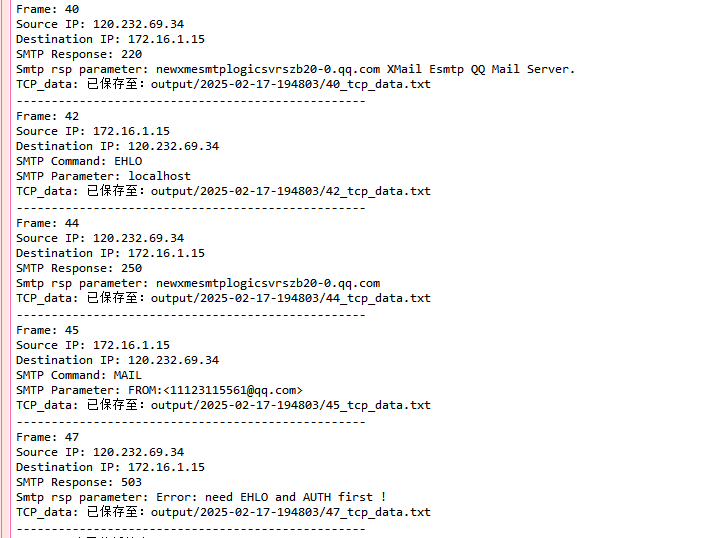 Frame: 40
Source IP: 120.232.69.34
Destination IP: 172.16.1.15
SMTP Response: 220
Smtp rsp parameter: newxmesmtplogicsvrszb20-0.qq.com XMail Esmtp QQ Mail Server.
TCP_data: 已保存至: output/2025-02-17-194803/40_tcp_data.txt
--------------------------------------------------
Frame: 42
Source IP: 172.16.1.15
Destination IP: 120.232.69.34
SMTP Command: EHLO
SMTP Parameter: localhost
TCP_data: 已保存至: output/2025-02-17-194803/42_tcp_data.txt
--------------------------------------------------
Frame: 44
Source IP: 120.232.69.34
Destination IP: 172.16.1.15
SMTP Response: 250
Smtp rsp parameter: newxmesmtplogicsvrszb20-0.qq.com
TCP_data: 已保存至: output/2025-02-17-194803/44_tcp_data.txt
--------------------------------------------------
Frame: 45
Source IP: 172.16.1.15
Destination IP: 120.232.69.34
SMTP Command: MAIL
SMTP Parameter: FROM:<11123115561@qq.com>
TCP_data: 已保存至: output/2025-02-17-194803/45_tcp_data.txt
--------------------------------------------------
Frame: 47
Source IP: 120.232.69.34
Destination IP: 172.16.1.15
SMTP Response: 503
Smtp rsp parameter: Error: need EHLO and AUTH first !
TCP_data: 已保存至: output/2025-02-17-194803/47_tcp_data.txt
--------------------------------------------------